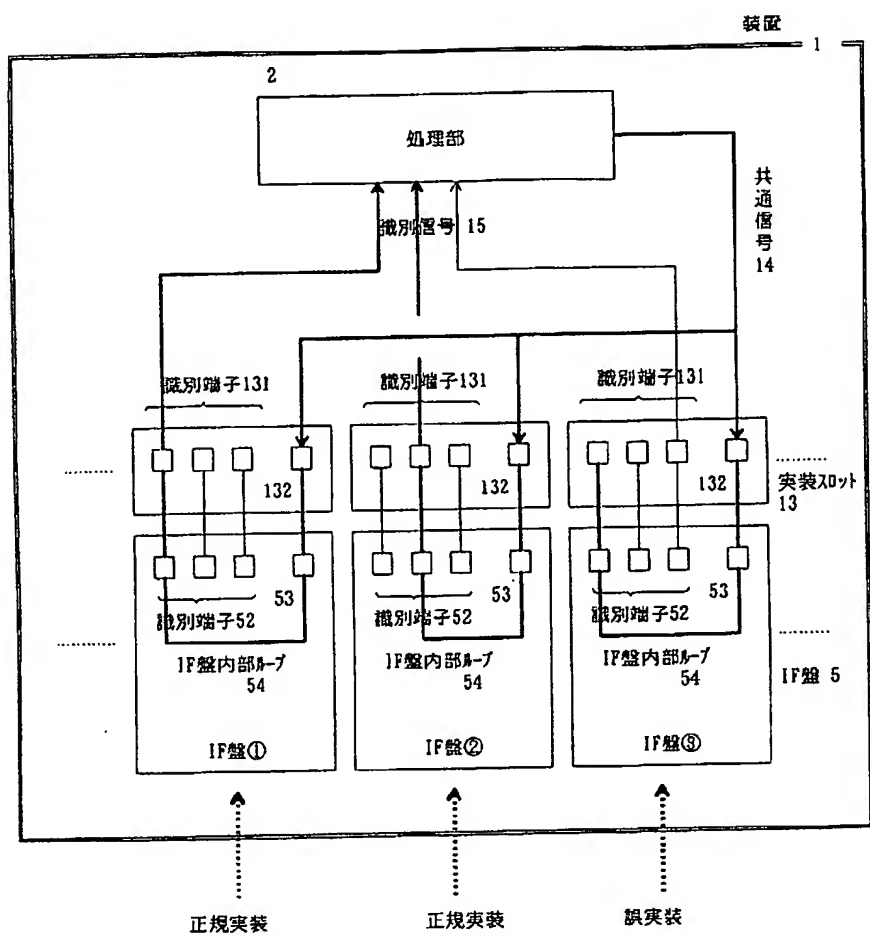 装置
1
2
処理部
識別信号 15
共通信号14
識別端子131
識別端子131
識別端子131
132
132
132
実装スロット
13
53
53
53
識別端子52
識別端子52
識別端子52
IF盤内部ループ
54
IF盤内部ループ
54
IF盤内部ループ
54
IF盤 5
IF盤①
IF盤②
IF盤③
正規実装
正規実装
誤実装